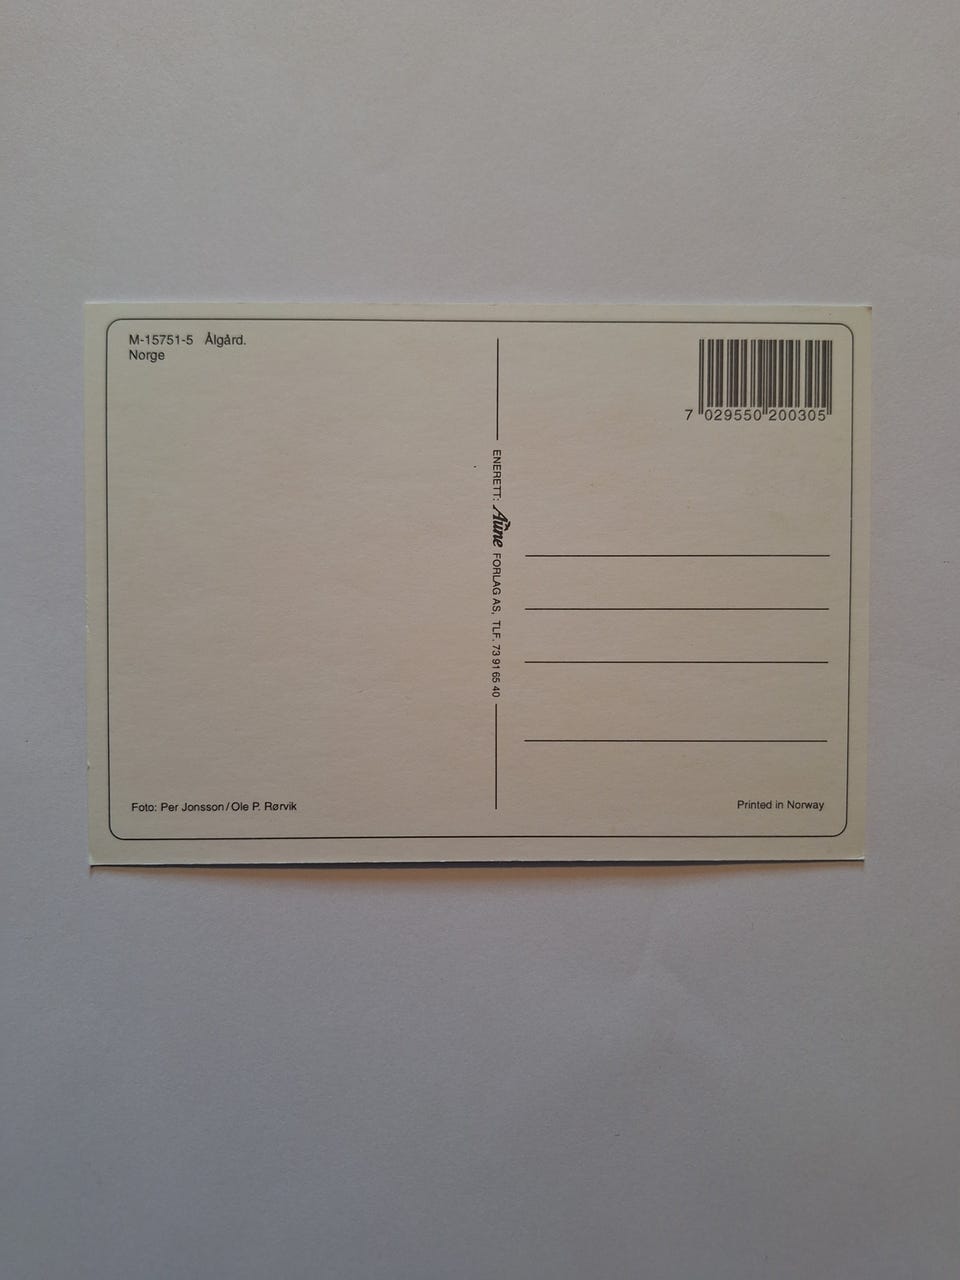 M-15751-5 Ålgård.
Norge
7 029550 200305
ENERETT: Aune FORLAG AS, TLF. 73 91 65 40
Foto: Per Jonsson/Ole P. Rørvik
Printed in Norway